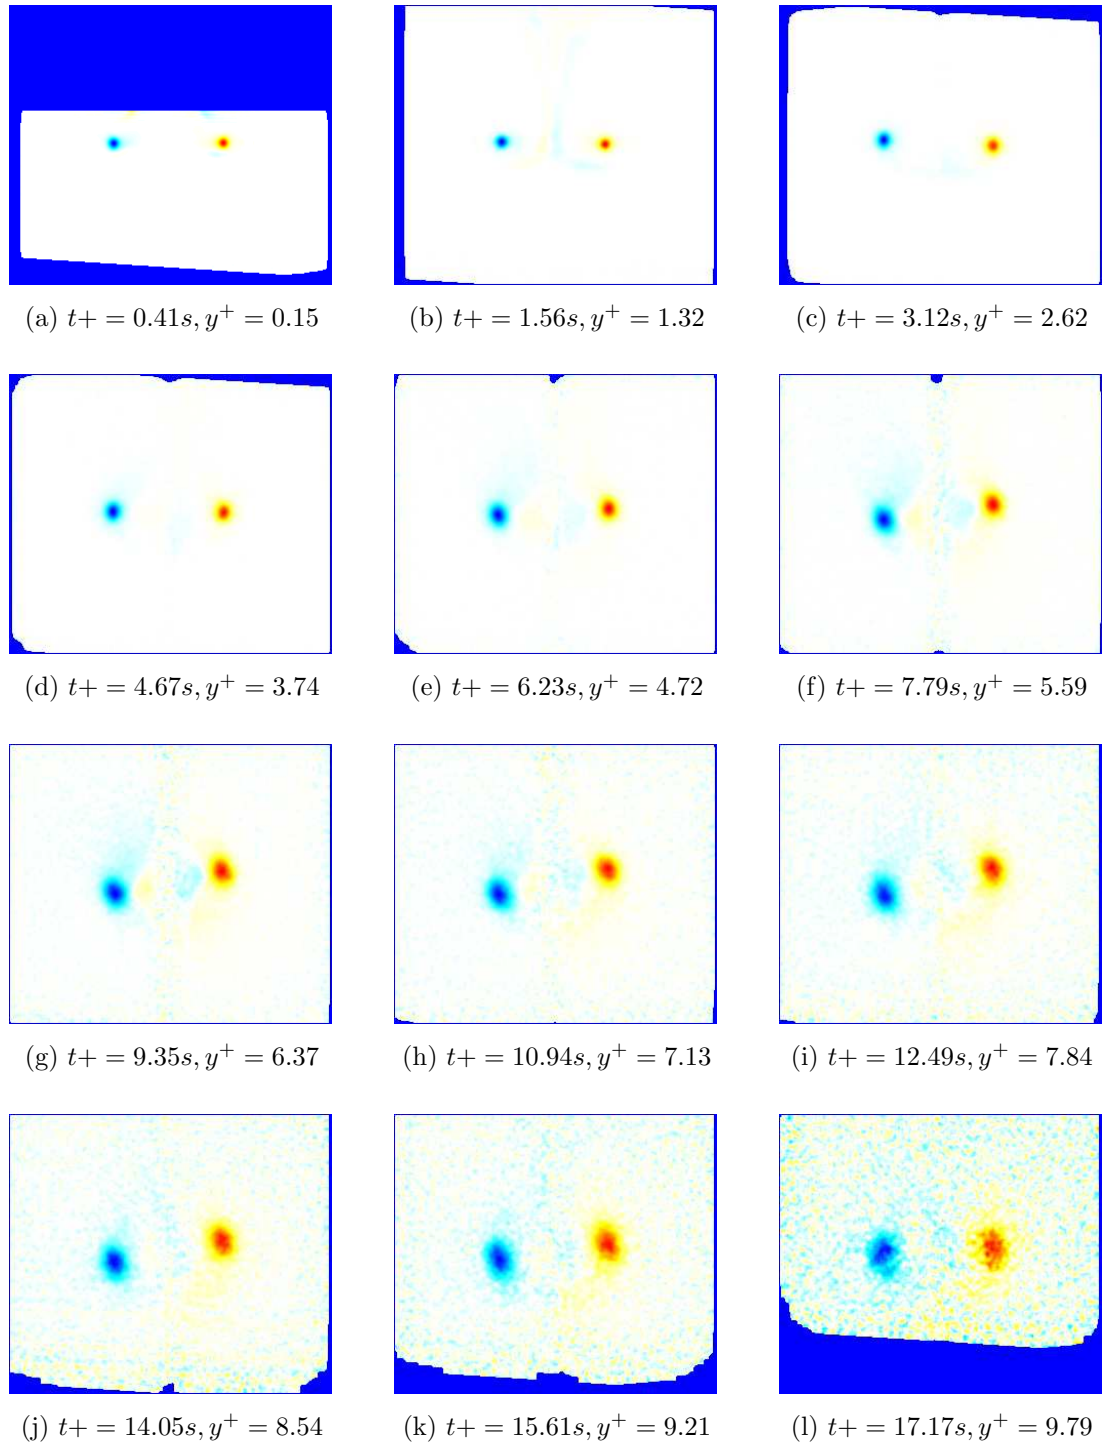 (a) t+ = 0.41s, y⁺ = 0.15
(b) t+ = 1.56s, y⁺ = 1.32
(c) t+ = 3.12s, y⁺ = 2.62
(d) t+ = 4.67s, y⁺ = 3.74
(e) t+ = 6.23s, y⁺ = 4.72
(f) t+ = 7.79s, y⁺ = 5.59
(g) t+ = 9.35s, y⁺ = 6.37
(h) t+ = 10.94s, y⁺ = 7.13
(i) t+ = 12.49s, y⁺ = 7.84
(j) t+ = 14.05s, y⁺ = 8.54
(k) t+ = 15.61s, y⁺ = 9.21
(l) t+ = 17.17s, y⁺ = 9.79